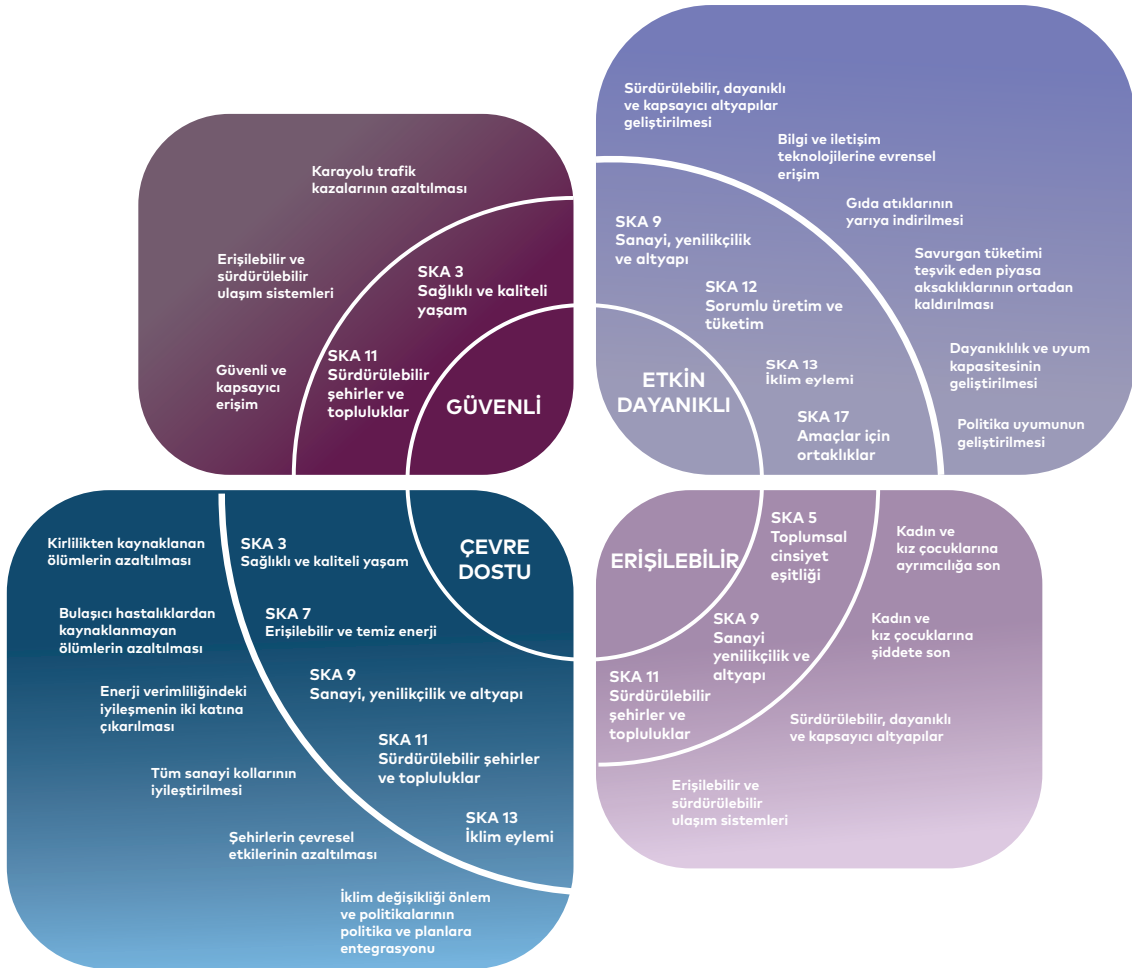 Karayolu trafik
kazalarının azaltılması
Erişilebilir ve
sürdürülebilir
ulaşım sistemleri
Güvenli ve
kapsayıcı
erişim
SKA 3
Sağlıklı ve kaliteli
yaşam
SKA 11
Sürdürülebilir
şehirler ve
topluluklar
GÜVENLİ
Sürdürülebilir, dayanıklı
ve kapsayıcı altyapılar
geliştirilmesi
Bilgi ve iletişim
teknolojilerine evrensel
erişim
Gıda atıklarının
yarıya indirilmesi
Savurgan tüketimi
teşvik eden piyasa
aksaklıklarının ortadan
kaldırılması
Dayanıklılık ve uyum
kapasitesinin
geliştirilmesi
Politika uyumunun
geliştirilmesi
SKA 9
Sanayi, yenilikçilik
ve altyapı
SKA 12
Sorumlu üretim ve
tüketim
SKA 13
İklim eylemi
SKA 17
Amaçlar için
ortaklıklar
ETKİN
DAYANIKLI
Kirlilikten kaynaklanan
ölümlerin azaltılması
Bulaşıcı hastalıklardan
kaynaklanmayan
ölümlerin azaltılması
Enerji verimliliğindeki
iyileşmenin iki katına
çıkarılması
Tüm sanayi kollarının
iyileştirilmesi
Şehirlerin çevresel
etkilerinin azaltılması
İklim değişikliği önlem
ve politikalarının
politika ve planlara
entegrasyonu
SKA 3
Sağlıklı ve kaliteli yaşam
SKA 7
Erişilebilir ve temiz enerji
SKA 9
Sanayi, yenilikçilik ve altyapı
SKA 11
Sürdürülebilir şehirler
ve topluluklar
SKA 13
İklim eylemi
ÇEVRE
DOSTU
ERİŞİLEBİLİR
SKA 5
Toplumsal
cinsiyet
eşitliği
SKA 9
Sanayi
yenilikçilik ve
altyapı
SKA 11
Sürdürülebilir
şehirler ve
topluluklar
Kadın ve
kız çocuklarına
ayrımcılığa son
Kadın ve
kız çocuklarına
şiddete son
Sürdürülebilir, dayanıklı
ve kapsayıcı altyapılar
Erişilebilir ve
sürdürülebilir
ulaşım sistemleri